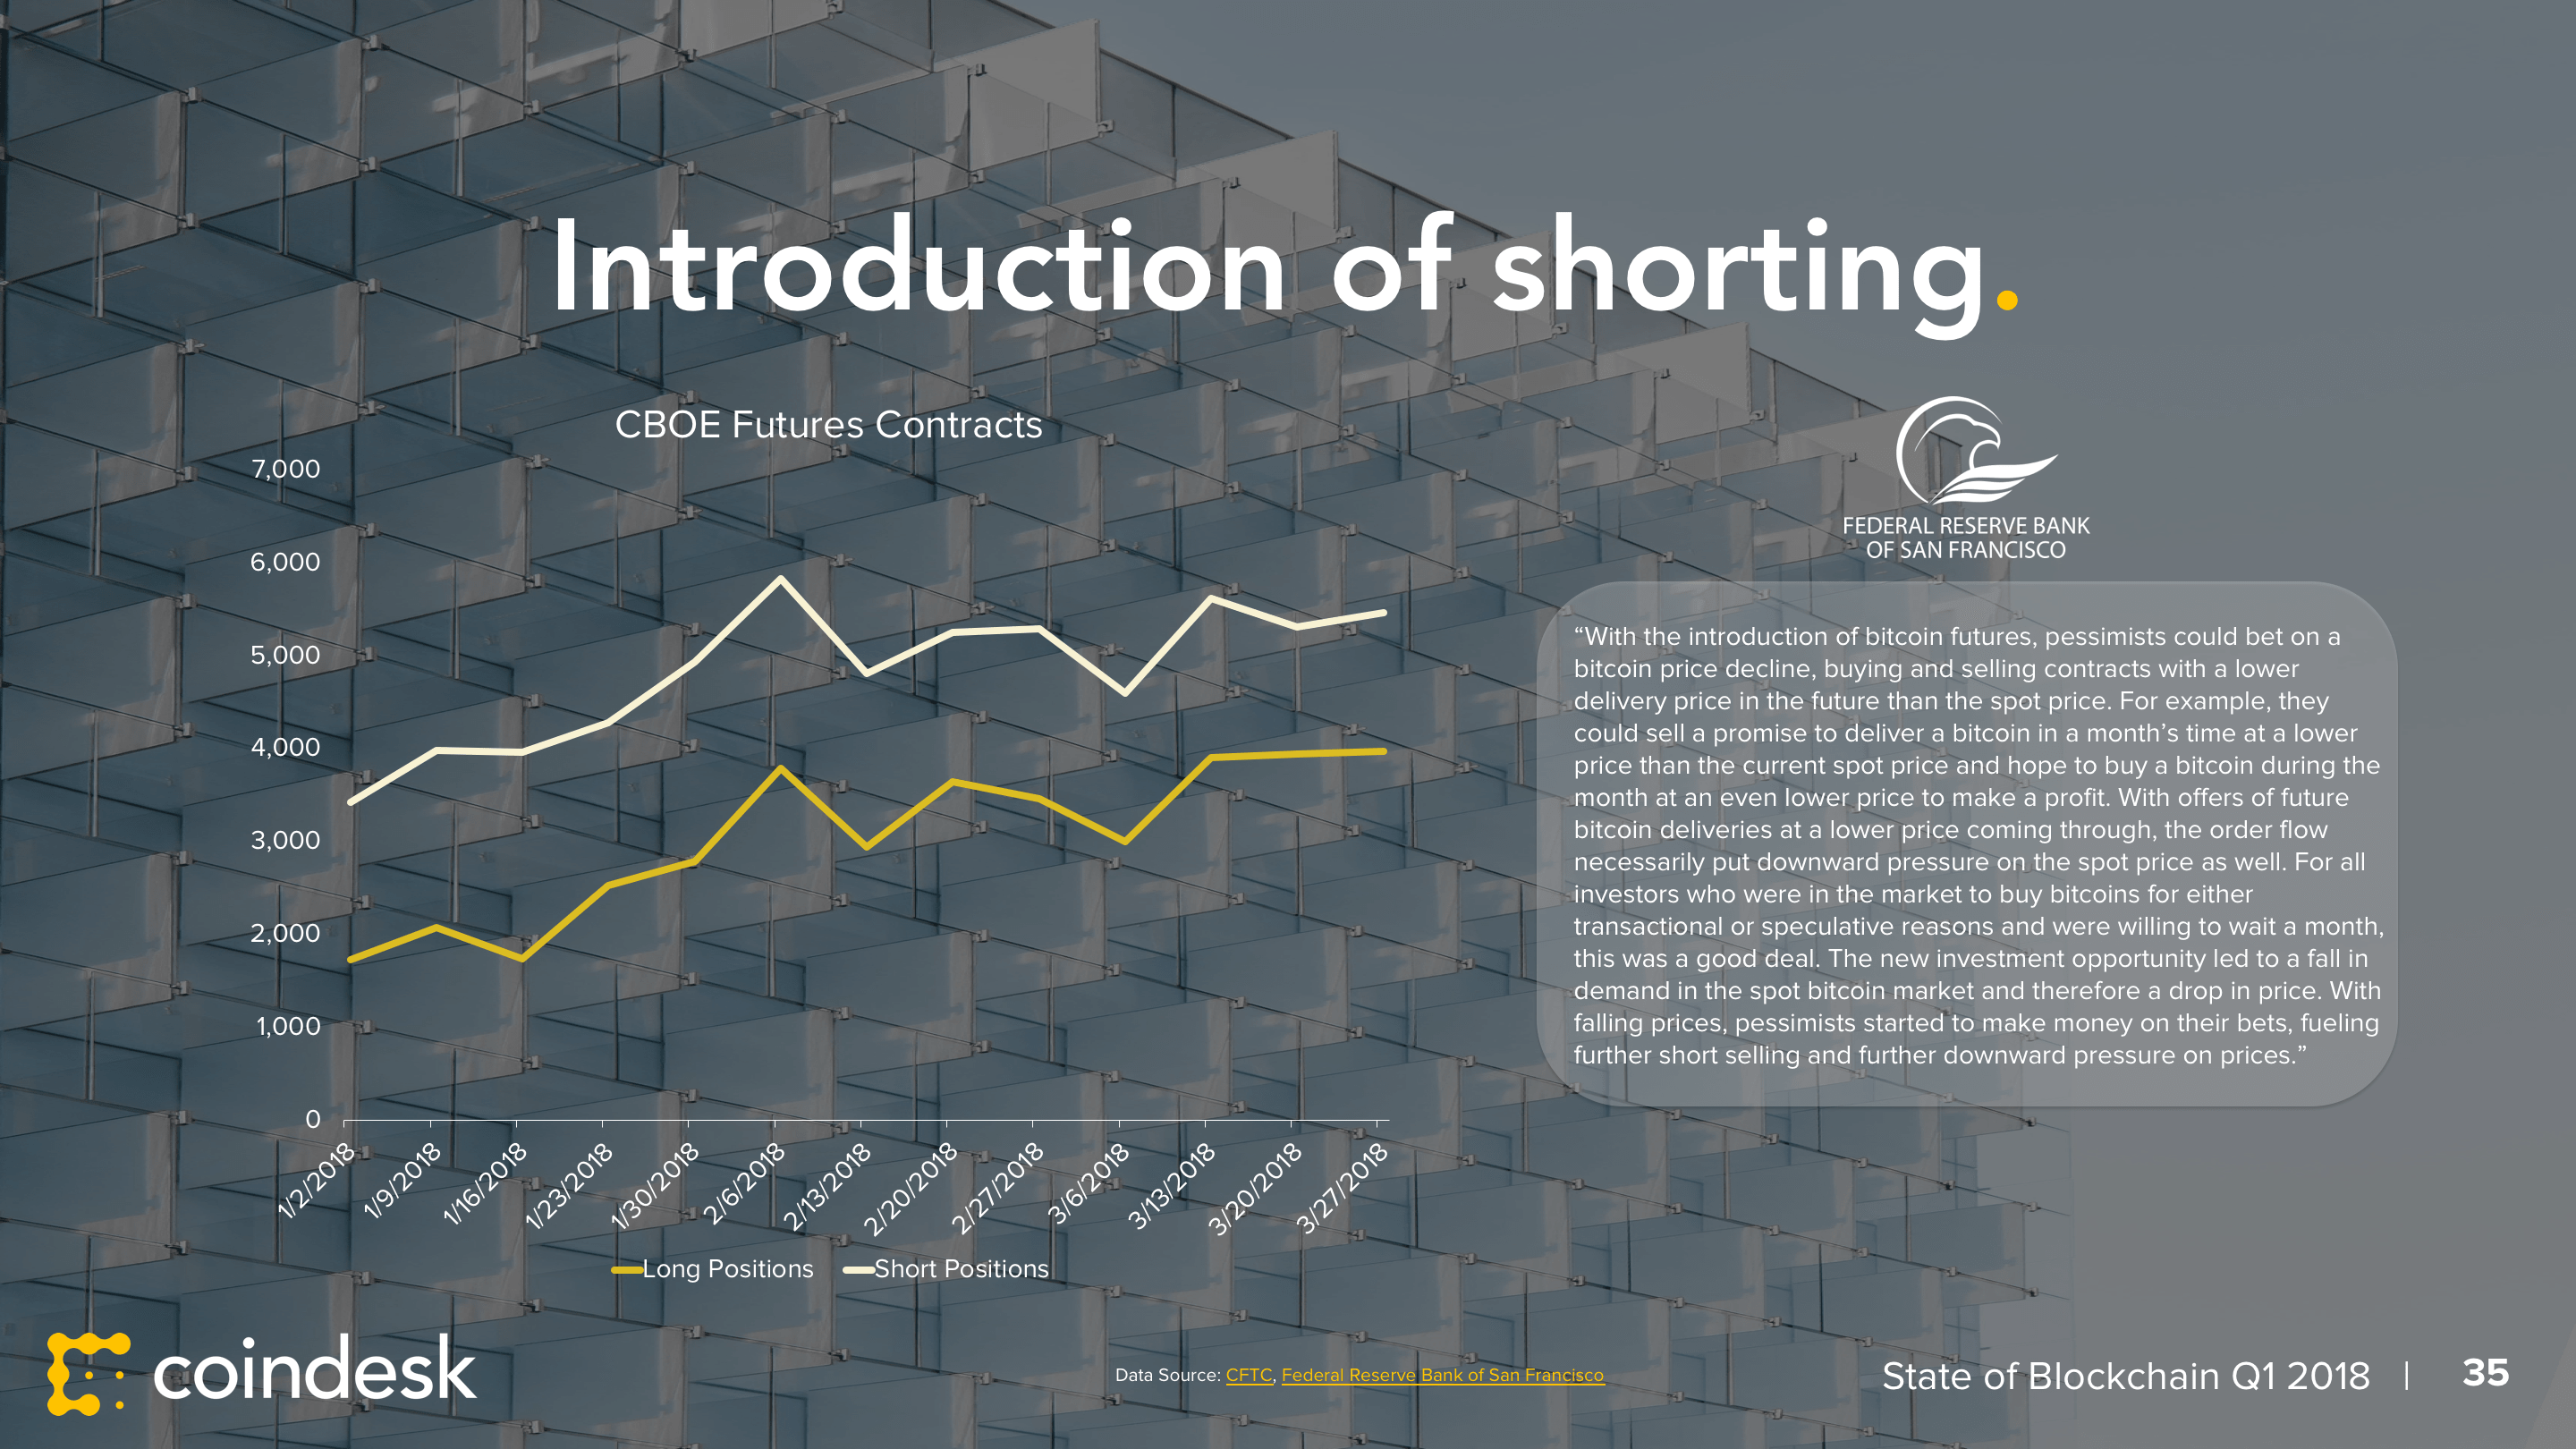 Introduction of shorting.
CBOE Futures Contracts
7,000
6,000
5,000
4,000
3,000
2,000
1,000
0
1/2/2018
1/9/2018
1/16/2018
1/23/2018
1/30/2018
2/6/2018
2/13/2018
2/20/2018
2/27/2018
3/6/2018
3/13/2018
3/20/2018
3/27/2018
Long Positions
Short Positions
FEDERAL RESERVE BANK
OF SAN FRANCISCO
“With the introduction of bitcoin futures, pessimists could bet on a
bitcoin price decline, buying and selling contracts with a lower
delivery price in the future than the spot price. For example, they
could sell a promise to deliver a bitcoin in a month’s time at a lower
price than the current spot price and hope to buy a bitcoin during the
month at an even lower price to make a profit. With offers of future
bitcoin deliveries at a lower price coming through, the order flow
necessarily put downward pressure on the spot price as well. For all
investors who were in the market to buy bitcoins for either
transactional or speculative reasons and were willing to wait a month,
this was a good deal. The new investment opportunity led to a fall in
demand in the spot bitcoin market and therefore a drop in price. With
falling prices, pessimists started to make money on their bets, fueling
further short selling and further downward pressure on prices.”
coindesk
Data Source: CFTC, Federal Reserve Bank of San Francisco
State of Blockchain Q1 2018 | 35